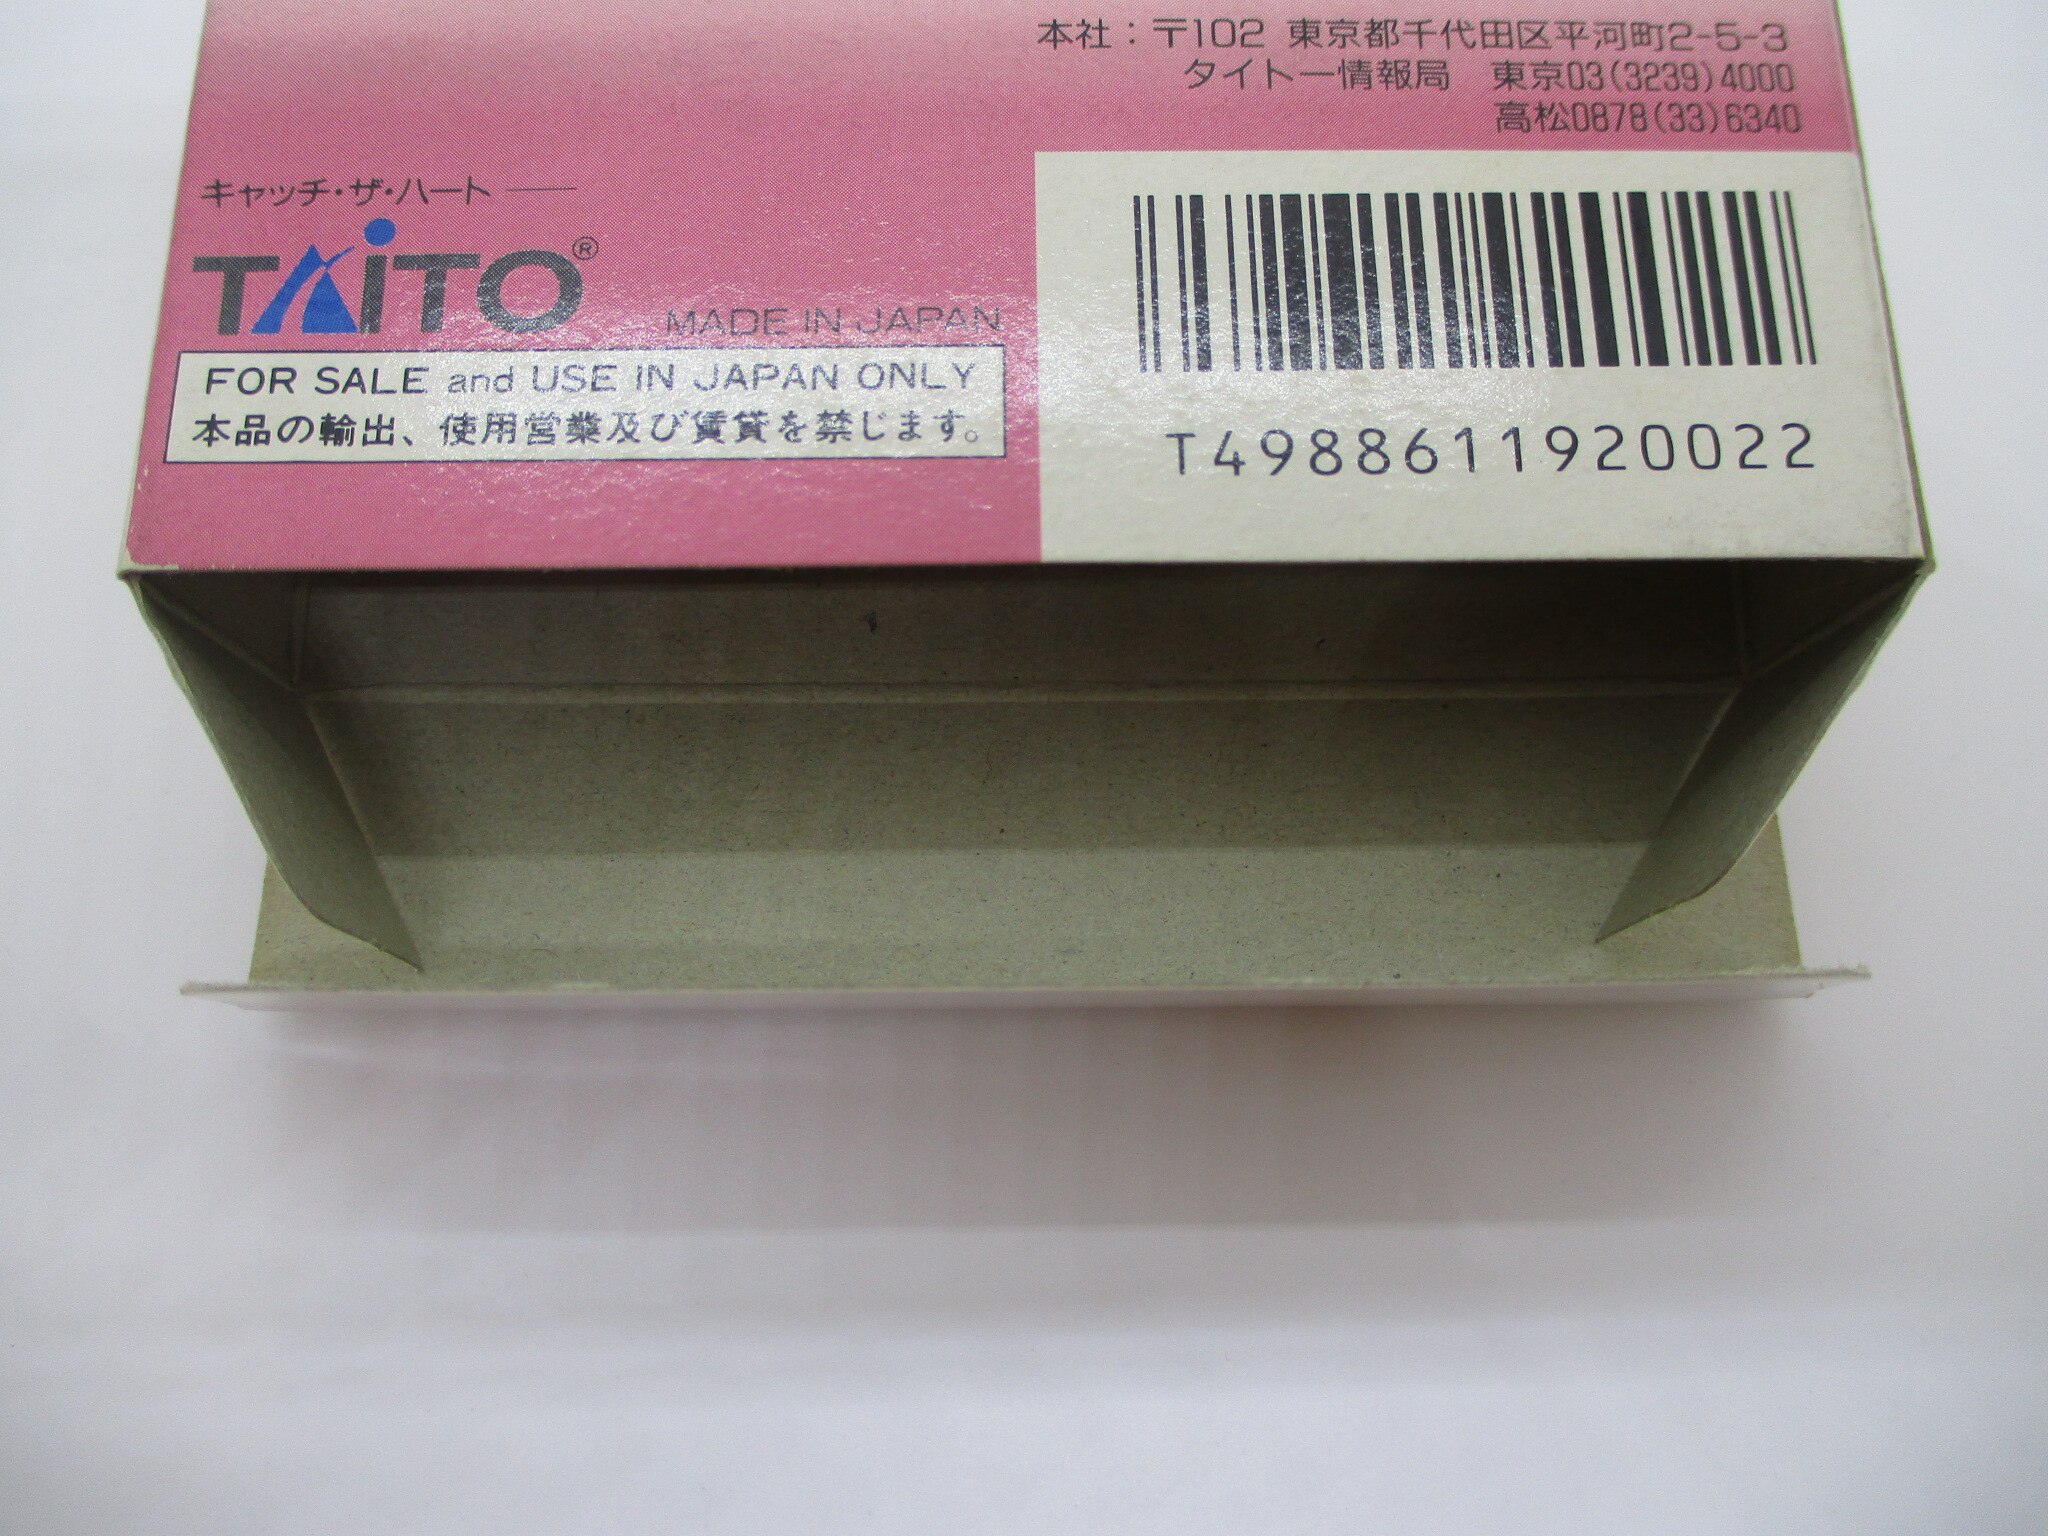 本社：〒102 東京都千代田区平河町2-5-3
タイトー情報局 東京03(3239)4000
高松0878(33)6340
キャッチ・ザ・ハート
TAiTO®
MADE IN JAPAN
FOR SALE and USE IN JAPAN ONLY
本品の輸出、使用営業及び賃貸を禁じます。
T4988611920022